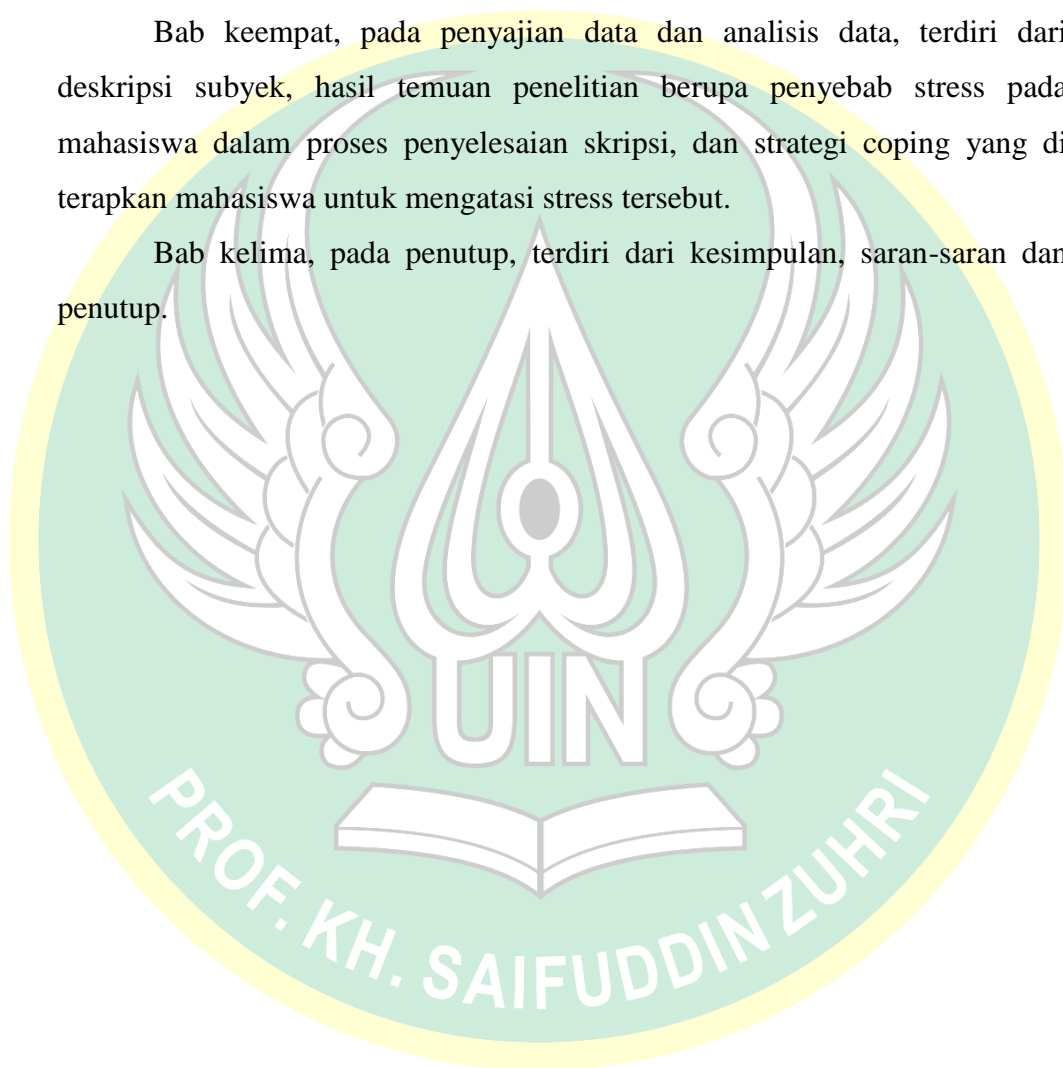 Bab keempat, pada penyajian data dan analisis data, terdiri dari
deskripsi subyek, hasil temuan penelitian berupa penyebab stress pada
mahasiswa dalam proses penyelesaian skripsi, dan strategi coping yang di
terapkan mahasiswa untuk mengatasi stress tersebut.
Bab kelima, pada penutup, terdiri dari kesimpulan, saran-saran dan
penutup.
UIN
PROF. KH. SAIFUDDIN ZUHRI